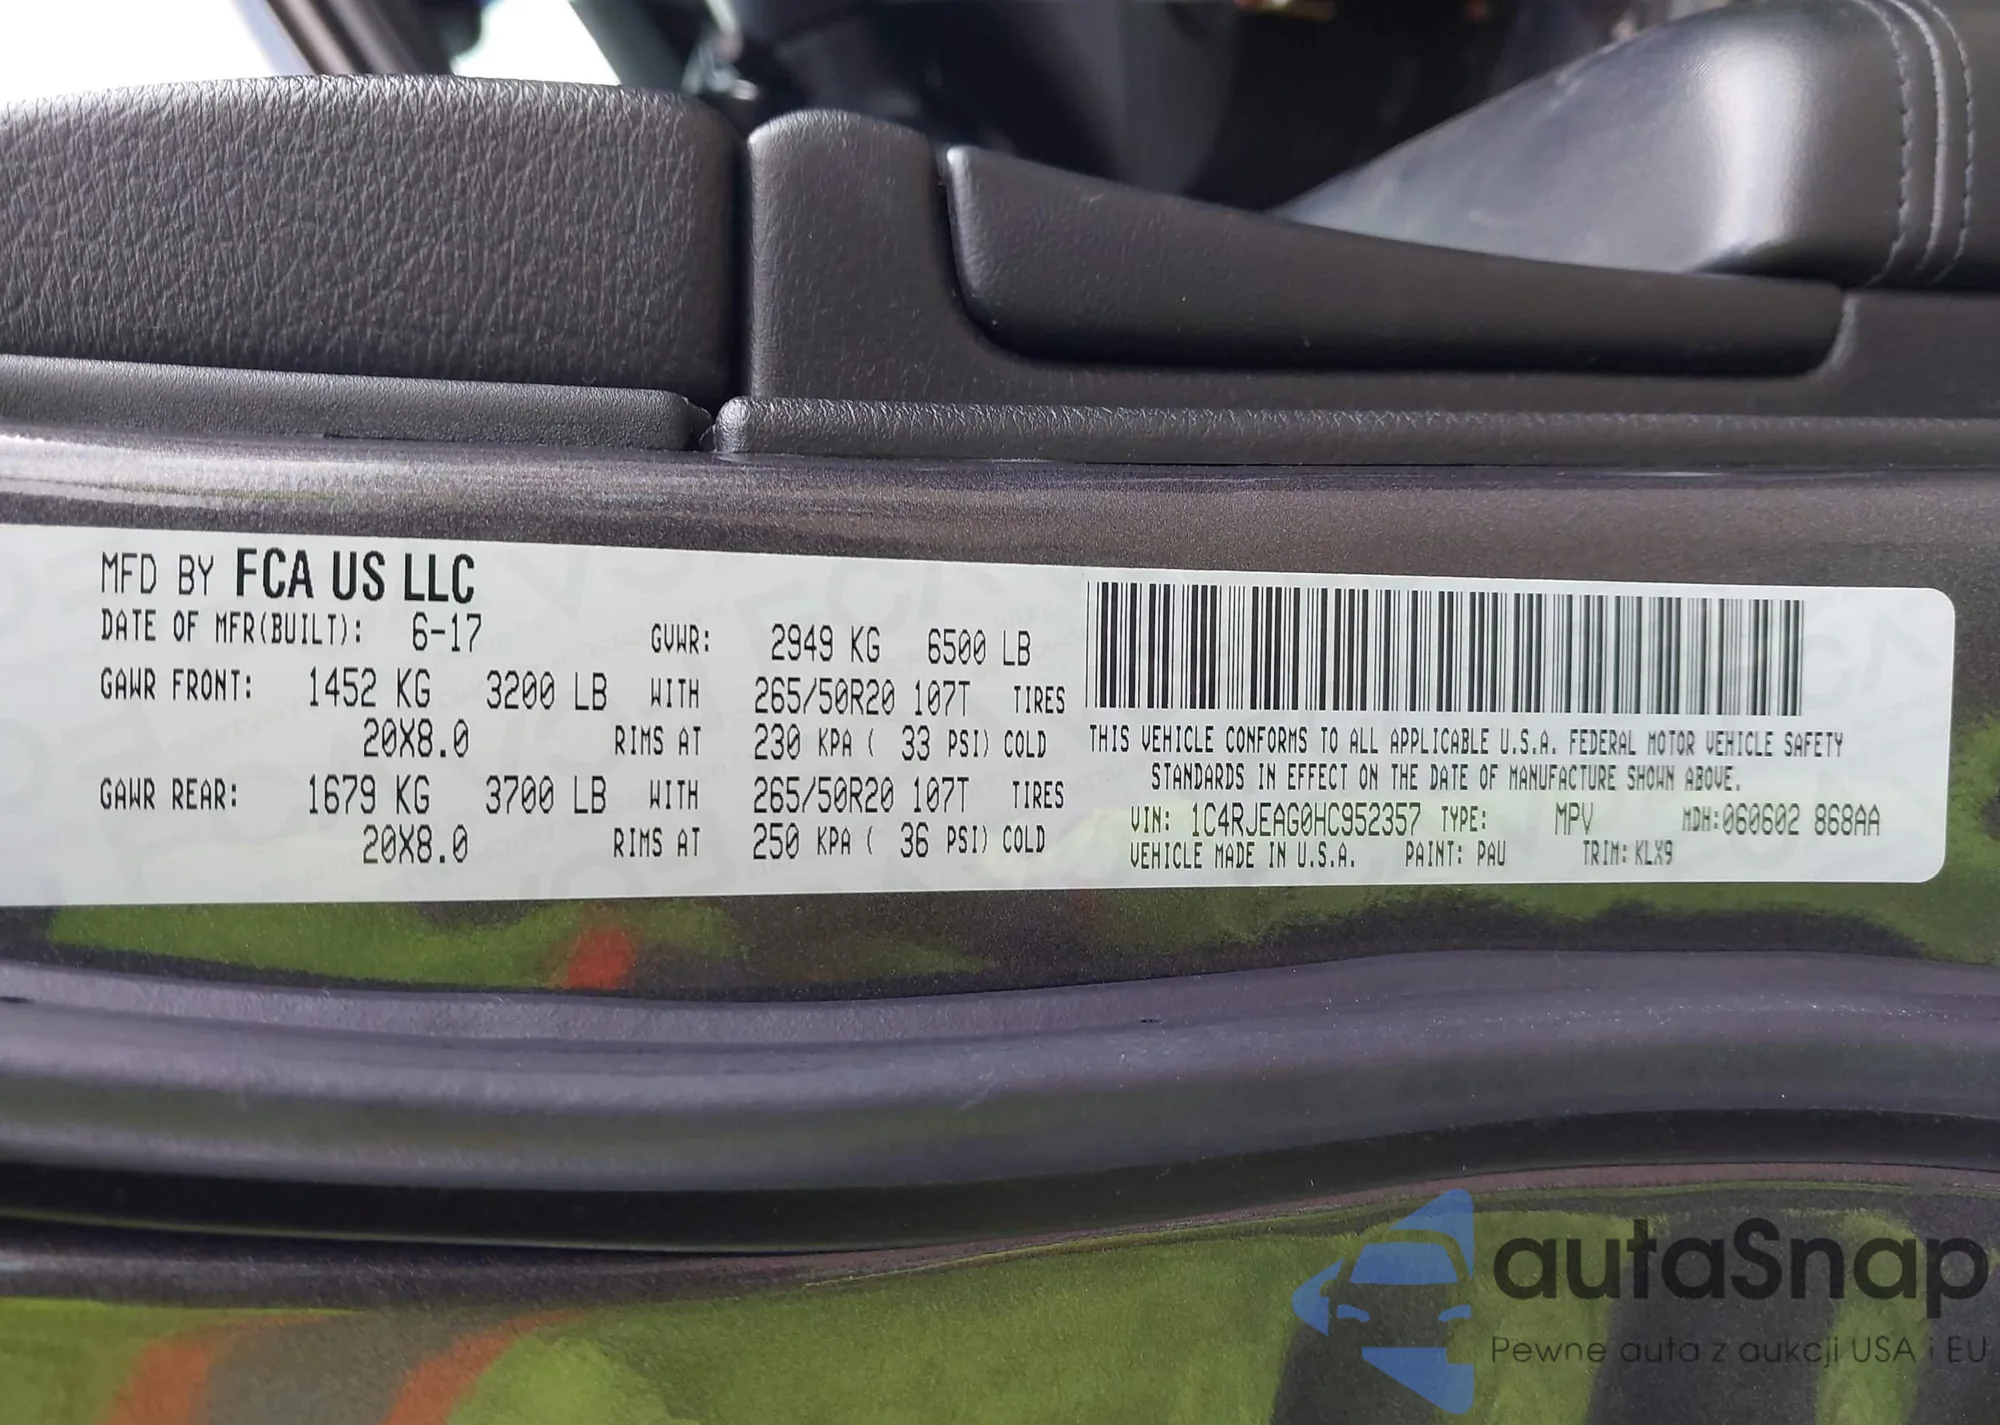 MFD BY FCA US LLC
DATE OF MFR(BUILT): 6-17 GVWR: 2949 KG 6500 LB
GAWR FRONT: 1452 KG 3200 LB WITH 265/50R20 107T TIRES
20X8.0 RIMS AT 230 KPA ( 33 PSI) COLD
GAWR REAR: 1679 KG 3700 LB WITH 265/50R20 107T TIRES
20X8.0 RIMS AT 250 KPA ( 36 PSI) COLD
THIS VEHICLE CONFORMS TO ALL APPLICABLE U.S.A. FEDERAL MOTOR VEHICLE SAFETY
STANDARDS IN EFFECT ON THE DATE OF MANUFACTURE SHOWN ABOVE.
VIN: 1C4RJEAG0HC952357 TYPE: MPV MDH:060602 868AA
VEHICLE MADE IN U.S.A. PAINT: PAU TRIM: KLX9
autaSnap
Pewne auta z aukcji USA i EU